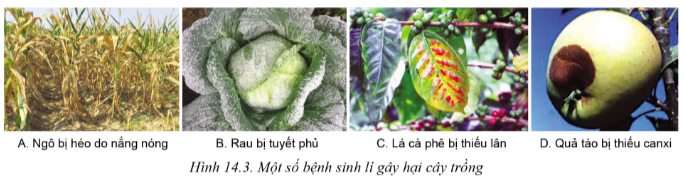 A. Ngô bị héo do nắng nóng
B. Rau bị tuyết phủ
C. Lá cà phê bị thiếu lân
D. Quả táo bị thiếu canxi
Hình 14.3. Một số bệnh sinh lí gây hại cây trồng